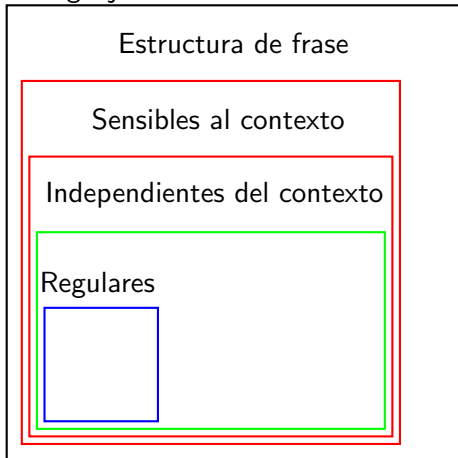 Estructura de frase
Sensibles al contexto
Independientes del contexto
Regulares